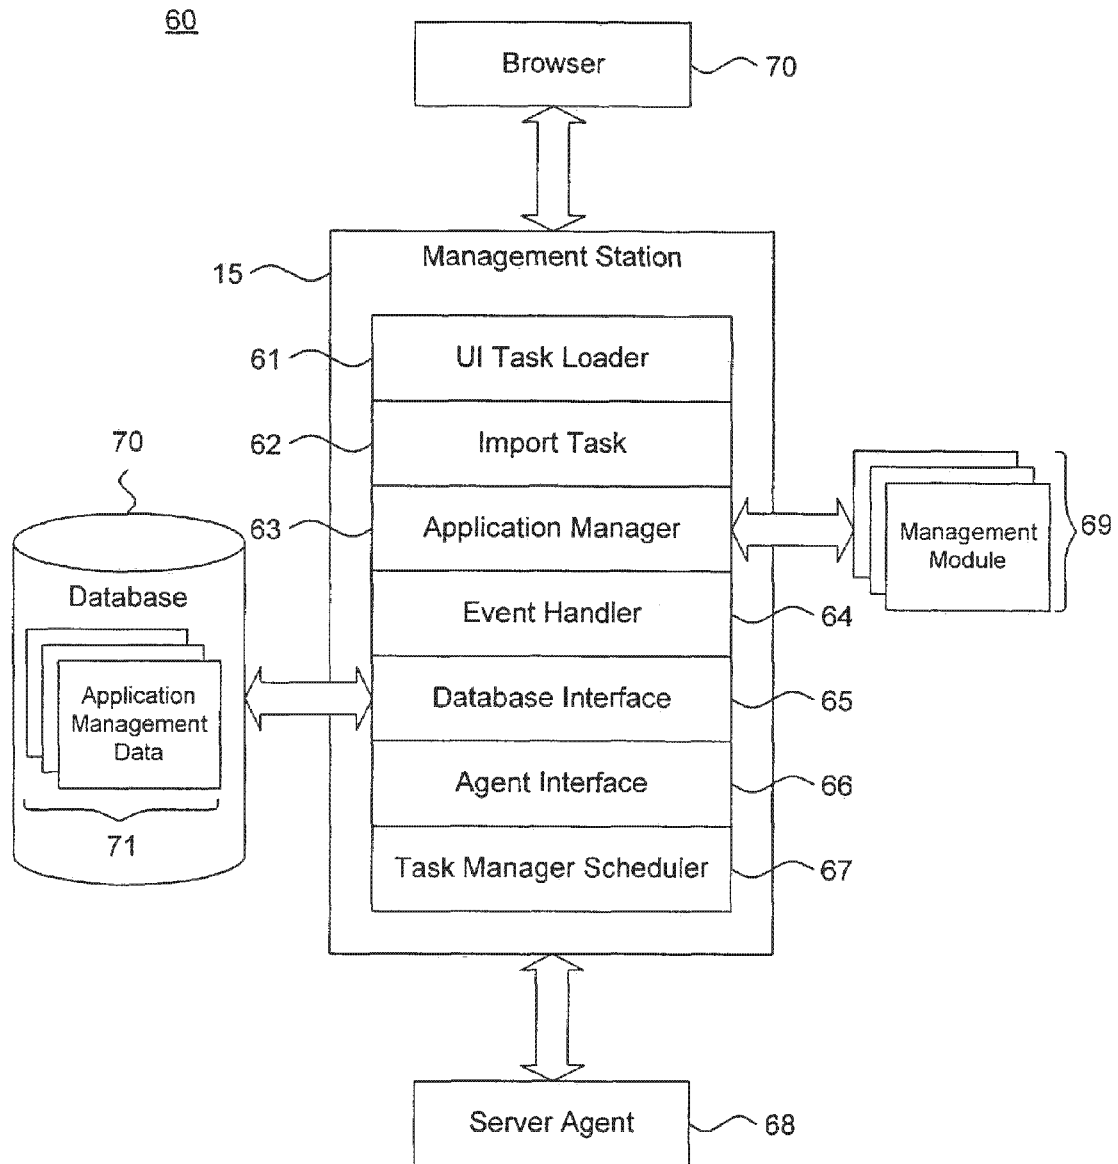 60
Browser
70
Management Station
15
UI Task Loader
61
Import Task
62
Application Manager
63
Event Handler
64
Database Interface
65
Agent Interface
66
Task Manager Scheduler
67
Management
Module
69
70
Database
Application
Management
Data
71
Server Agent
68